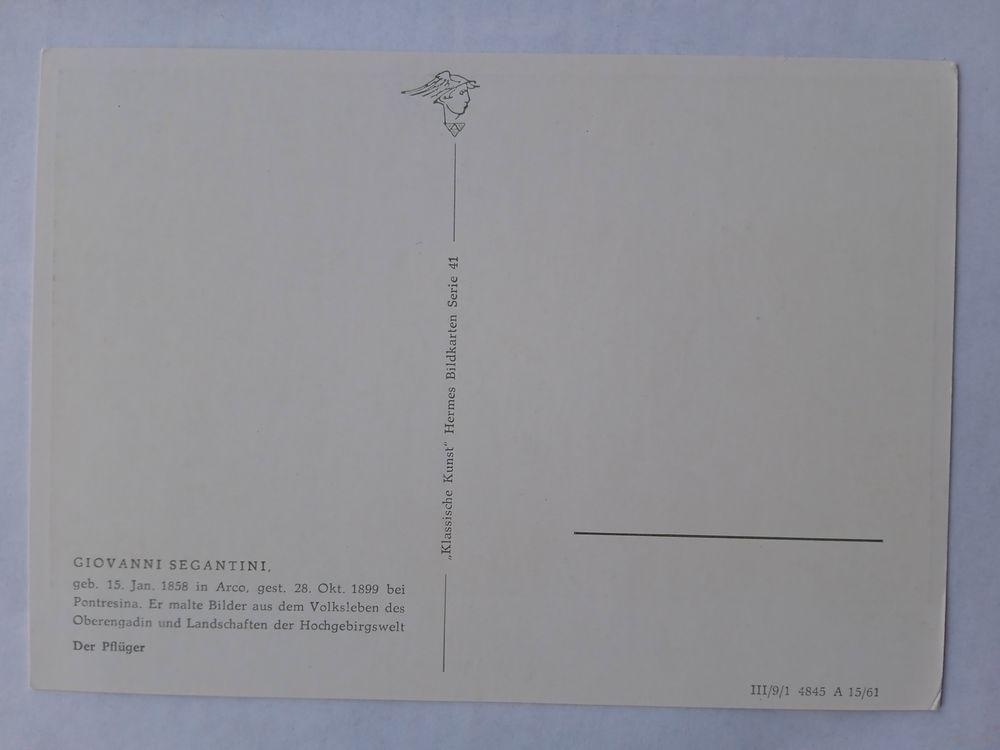 GIOVANNI SEGANTINI,
geb. 15. Jan. 1858 in Arco, gest. 28. Okt. 1899 bei
Pontresina. Er malte Bilder aus dem Volksleben des
Oberengadin und Landschaften der Hochgebirgswelt
Der Pflüger
„Klassische Kunst“ Hermes Bildkarten Serie 41
III/9/1 4845 A 15/61